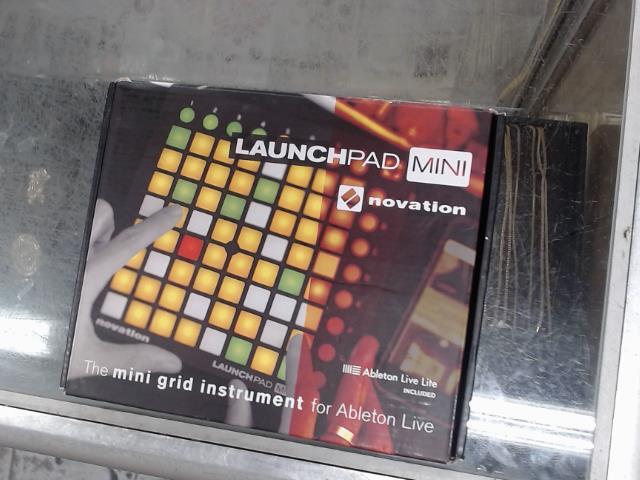 LAUNCHPAD MINI
novation
novation
LAUNCHPAD
Ableton Live Lite
INCLUDED
The mini grid instrument for Ableton Live